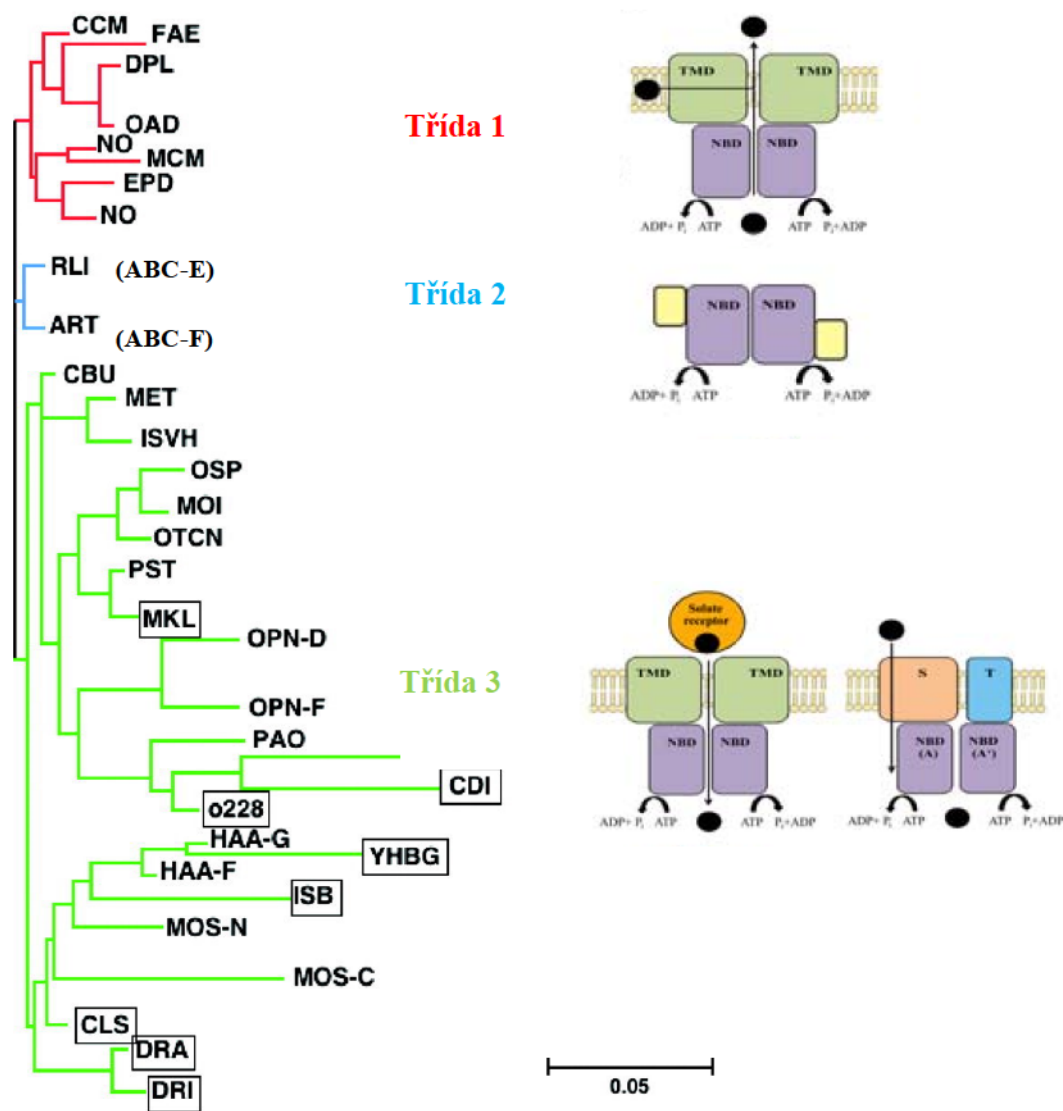 CCM
FAE
DPL
OAD
NO
MCM
EPD
NO
RLI (ABC-E)
ART (ABC-F)
CBU
MET
ISVH
OSP
MOI
OTCN
PST
MKL
OPN-D
OPN-F
PAO
CDI
o228
HAA-G
YHBG
HAA-F
ISB
MOS-N
MOS-C
CLS
DRA
DRI
0.05
Třída 1
Třída 2
Třída 3
TMD TMD
NBD NBD
ADP+ Pi ATP ATP Pi+ADP
NBD NBD
ADP+ Pi ATP ATP Pi+ADP
Solute
receptor
TMD TMD
NBD NBD
ADP+ Pi ATP ATP Pi+ADP
S T
NBD NBD
(A) (A')
ADP+ Pi ATP ATP Pi+ADP